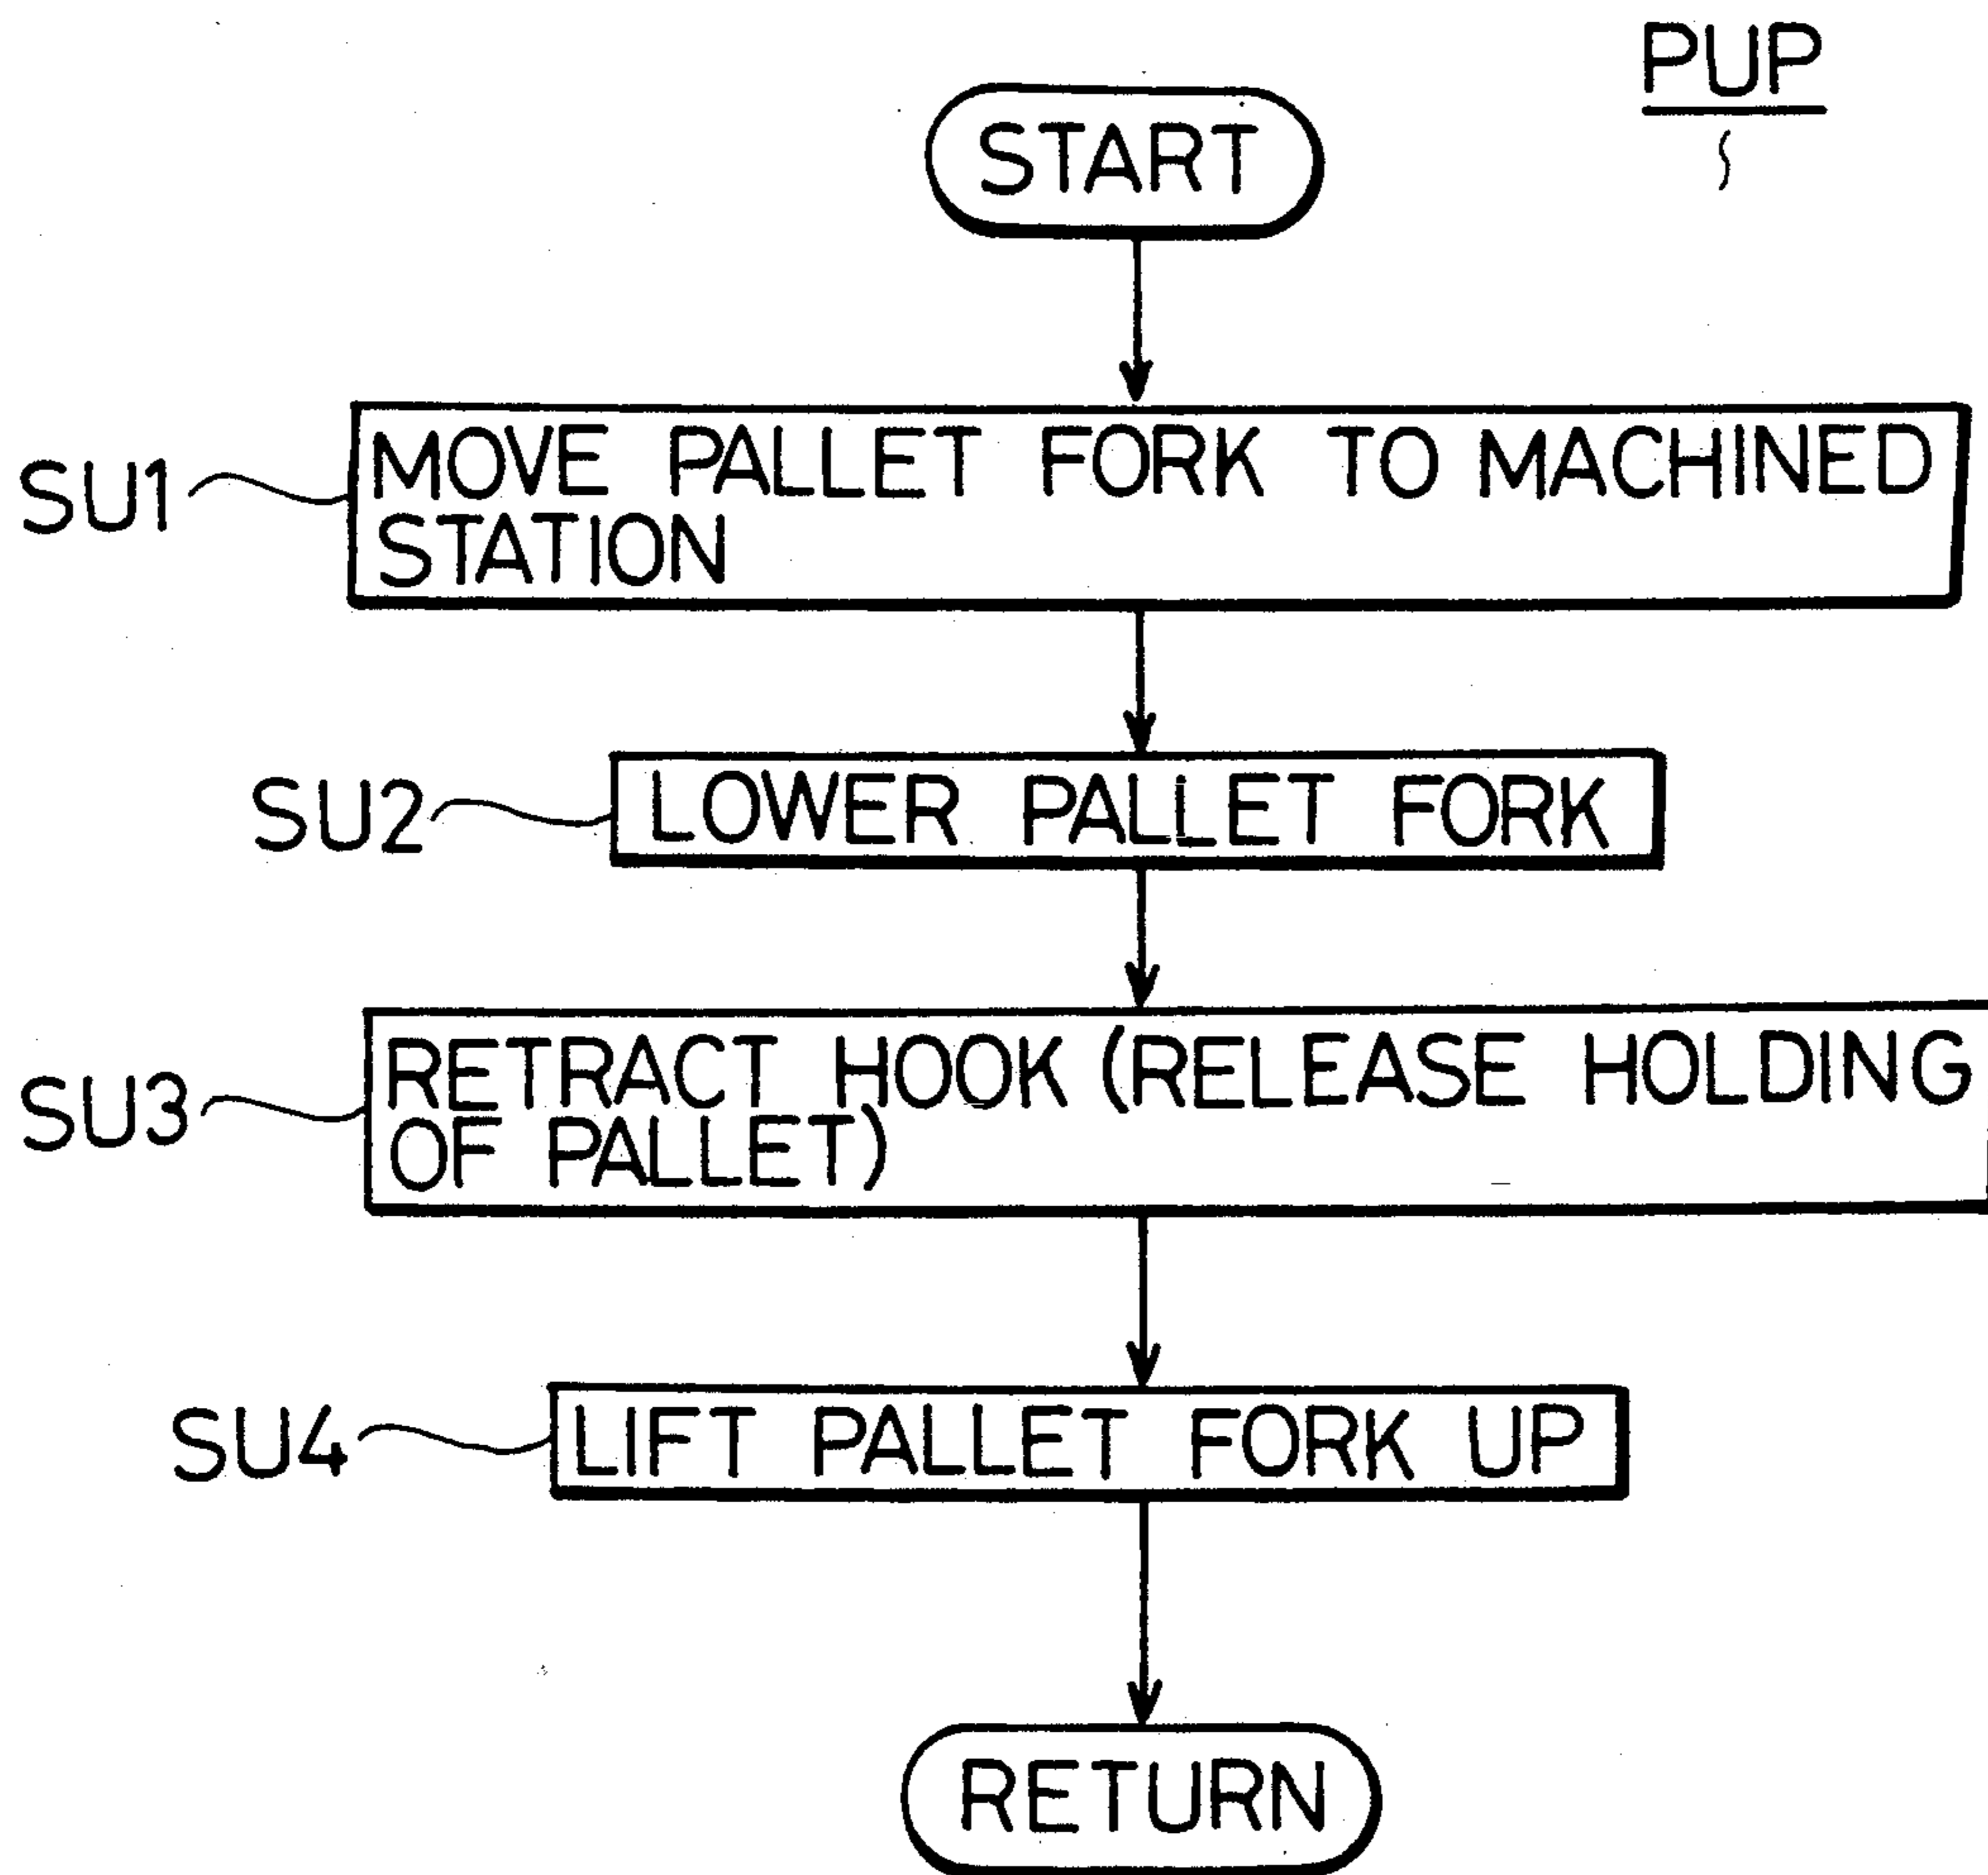 PUP
START
SU1
MOVE PALLET FORK TO MACHINED
STATION
SU2
LOWER PALLET FORK
SU3
RETRACT HOOK (RELEASE HOLDING
OF PALLET)
SU4
LIFT PALLET FORK UP
RETURN